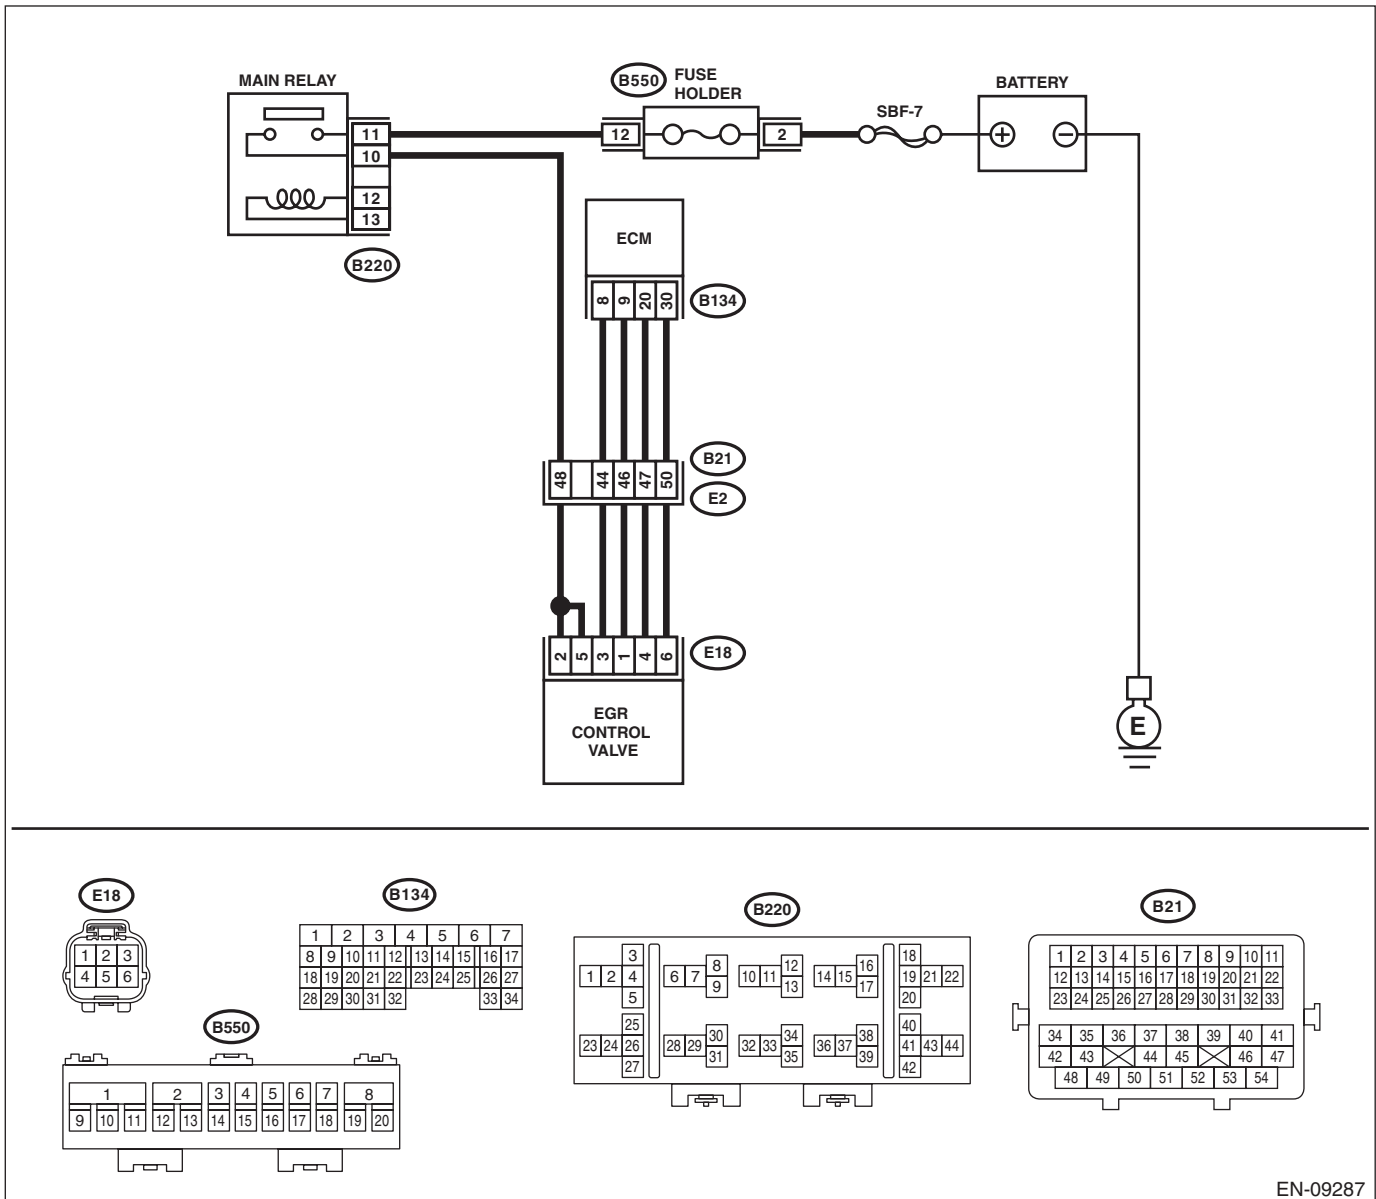 MAIN RELAY
11
10
12
13
B220
B550
FUSE
HOLDER
12
2
SBF-7
BATTERY
+
−
ECM
8 9 20 30
B134
48 44 46 47 50
B21
E2
2 5 3 1 4 6
E18
EGR
CONTROL
VALVE
E
E18
1 2 3
4 5 6
B134
1 2 3 4 5 6 7
8 9 10 11 12 13 14 15 16 17
18 19 20 21 22 23 24 25 26 27
28 29 30 31 32 33 34
B550
1 2 3 4 5 6 7 8
9 10 11 12 13 14 15 16 17 18 19 20
B220
3 8 12 16 18
1 2 4 6 7 10 11 14 15 19 21 22
5 9 13 17 20
25 30 34 38 40
23 24 26 28 29 32 33 36 37 41 43 44
27 31 35 39 42
B21
1 2 3 4 5 6 7 8 9 10 11
12 13 14 15 16 17 18 19 20 21 22
23 24 25 26 27 28 29 30 31 32 33
34 35 36 37 38 39 40 41
42 43 44 45 46 47
48 49 50 51 52 53 54
EN-09287